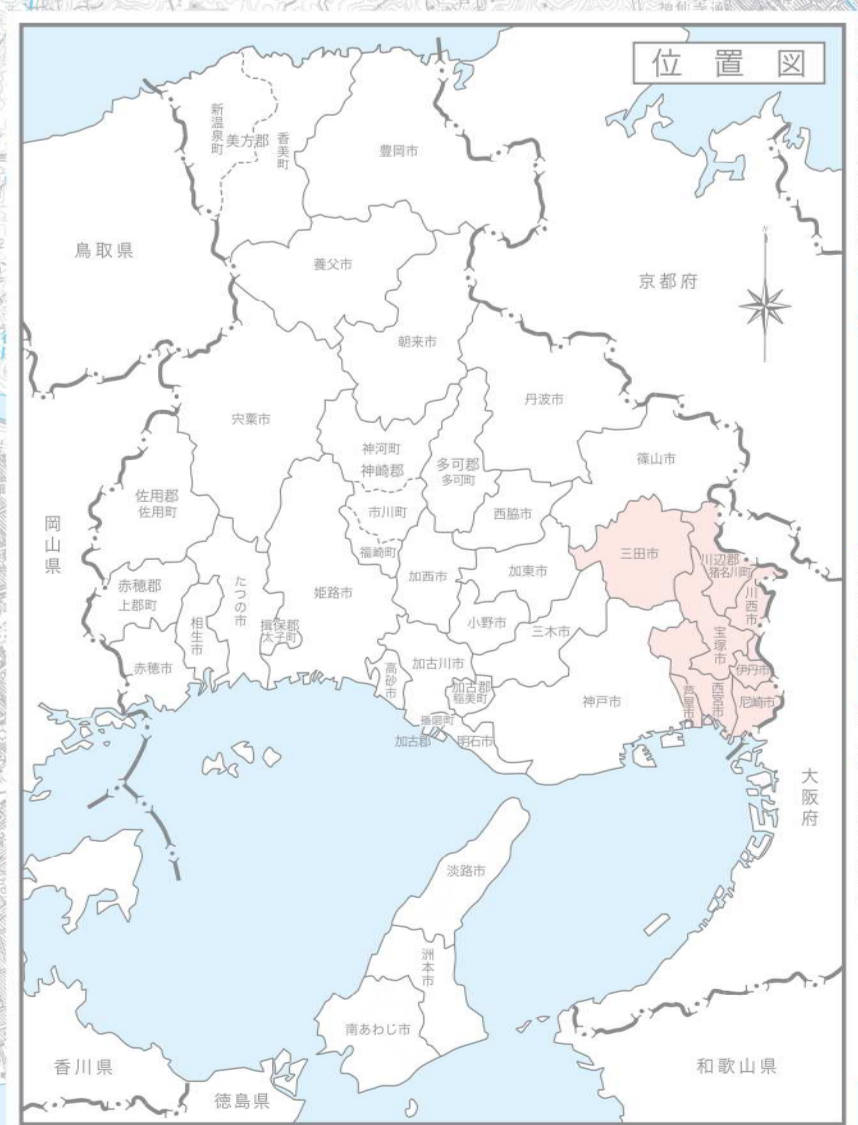 位置図
新温泉町
美方郡
香美町
豊岡市
鳥取県
養父市
京都府
N
朝来市
宍粟市
丹波市
神河町
神崎郡
多可郡
多可町
篠山市
佐用郡
佐用町
市川町
西脇市
岡山県
福崎町
三田市
川辺郡
猪名川町
赤穂郡
上郡町
たつの市
姫路市
加西市
加東市
川西市
相生市
揖保郡
太子町
小野市
三木市
宝塚市
赤穂市
高砂市
加古川市
伊丹市
加古郡
稲美町
神戸市
芦屋市
西宮市
尼崎市
播磨町
加古郡
明石市
大阪府
淡路市
洲本市
南あわじ市
香川県
徳島県
和歌山県